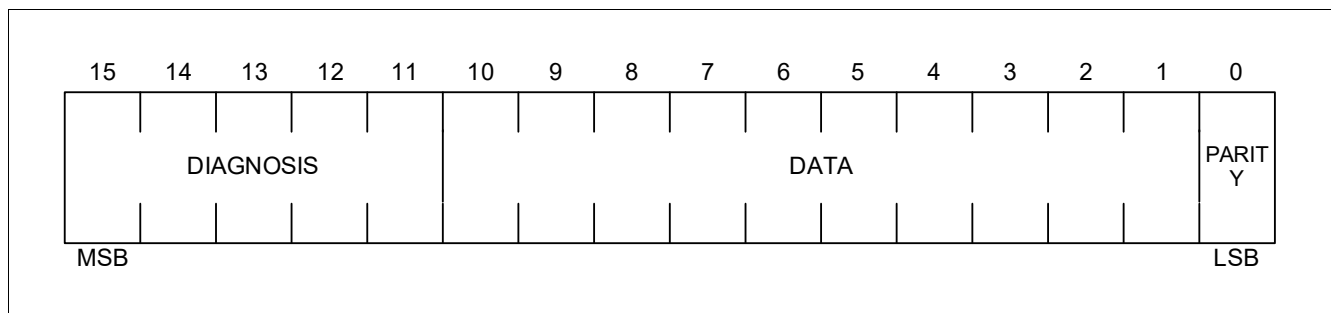 15 14 13 12 11 10 9 8 7 6 5 4 3 2 1 0
DIAGNOSIS DATA PARIT
Y
MSB LSB